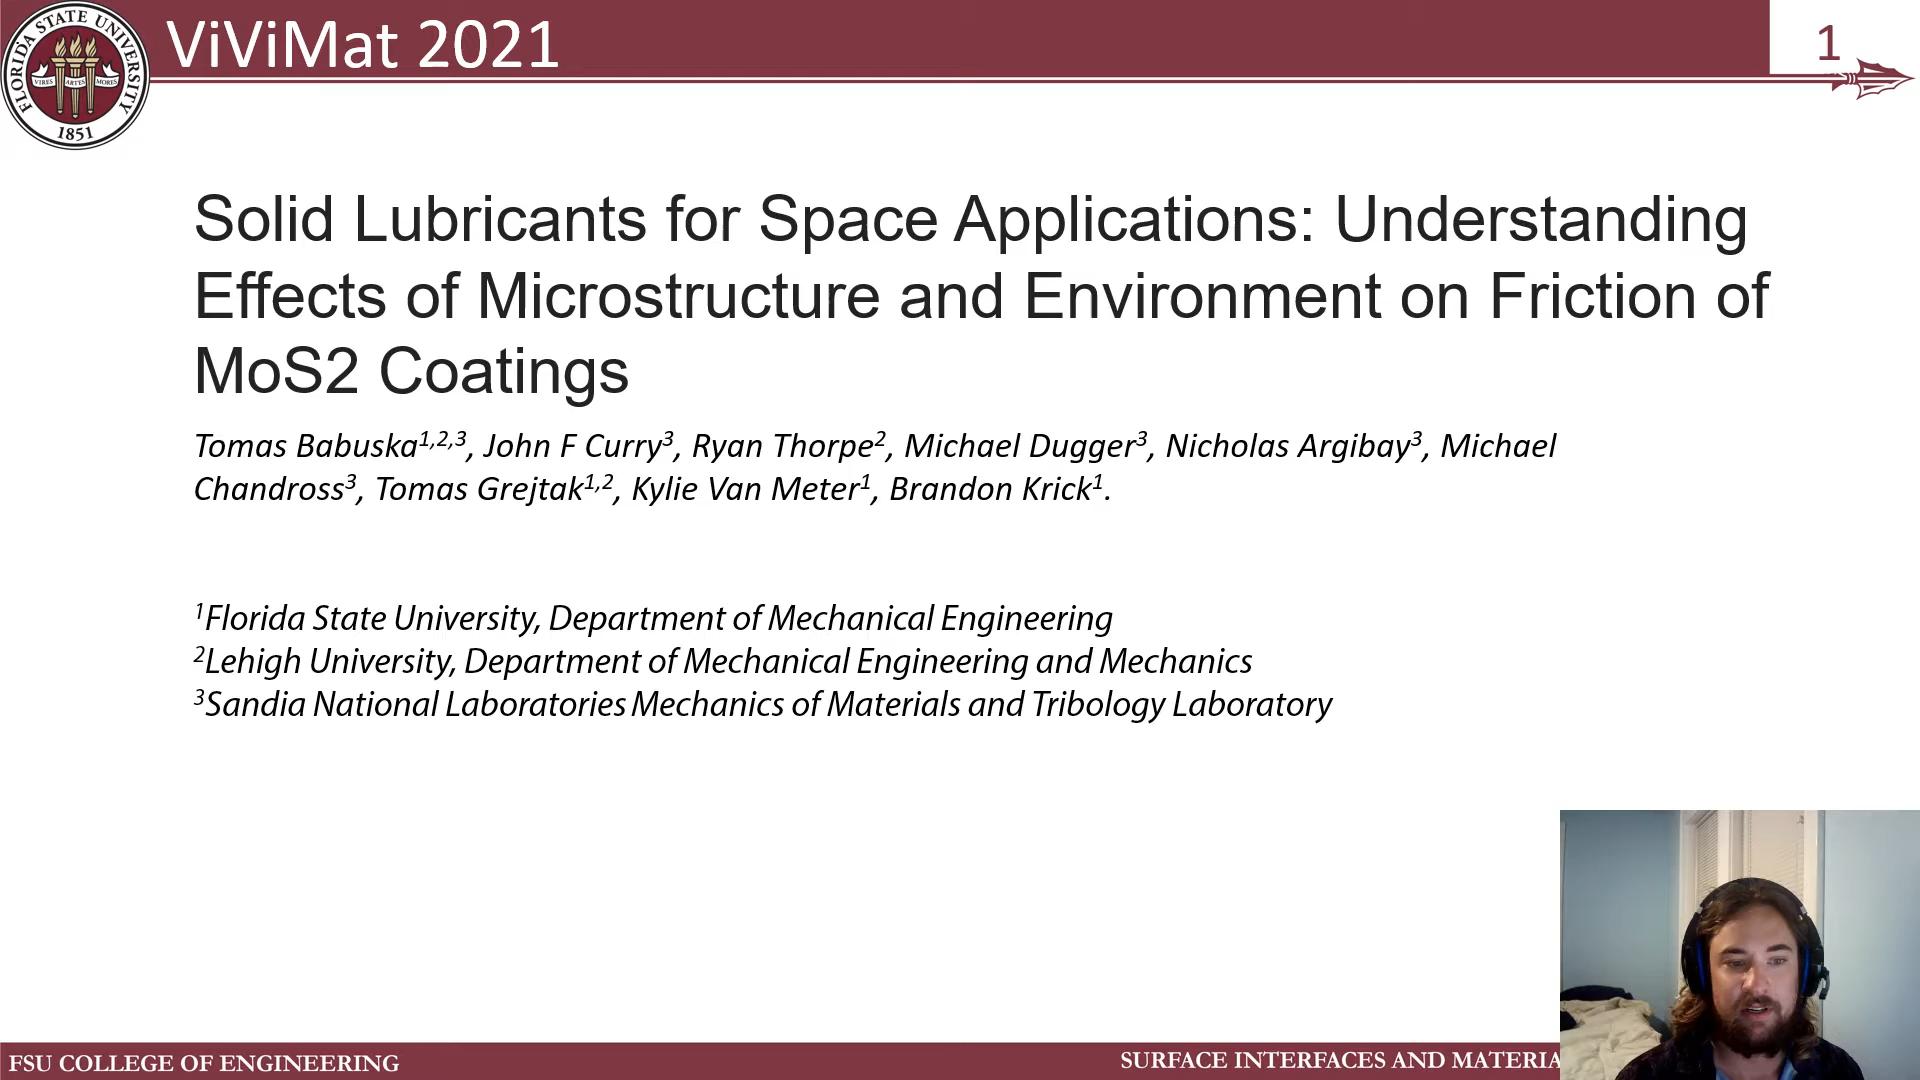 ViViMat 2021
1
FLORIDA STATE UNIVERSITY
VIRES ARTES MORES
1851
Solid Lubricants for Space Applications: Understanding
Effects of Microstructure and Environment on Friction of
MoS2 Coatings
Tomas Babuska1,2,3, John F Curry3, Ryan Thorpe2, Michael Dugger3, Nicholas Argibay3, Michael
Chandross3, Tomas Grejtak1,2, Kylie Van Meter1, Brandon Krick1.
1Florida State University, Department of Mechanical Engineering
2Lehigh University, Department of Mechanical Engineering and Mechanics
3Sandia National Laboratories Mechanics of Materials and Tribology Laboratory
FSU COLLEGE OF ENGINEERING
SURFACE INTERFACES AND MATERIA